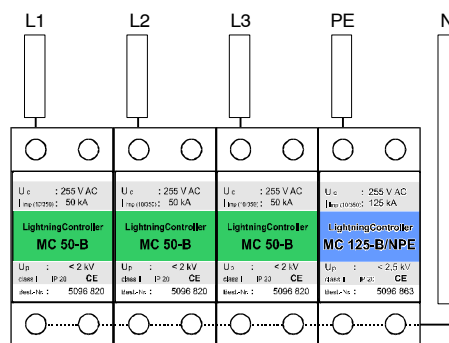 L1 L2 L3 PE N
U c : 255 V AC
I imp (10/350) : 50 kA
LightningController
MC 50-B
Up : < 2 kV
class I IP 20 CE
Best.-Nr. : 5096 820
U c : 255 V AC
I imp (10/350) : 50 kA
LightningController
MC 50-B
Up : < 2 kV
class I IP 20 CE
Best.-Nr. : 5096 820
U c : 255 V AC
I imp (10/350) : 50 kA
LightningController
MC 50-B
Up : < 2 kV
class I IP 20 CE
Best.-Nr. : 5096 820
U c : 255 V AC
I imp (10/350) : 125 kA
LightningController
MC 125-B/NPE
Up : < 2,5 kV
class I IP 20 CE
Best.-Nr. : 5096 863